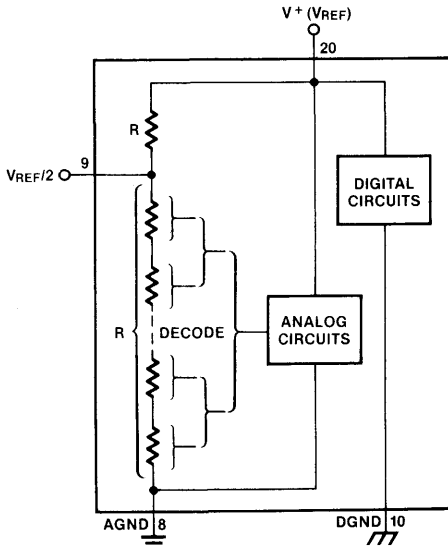 V+ (VREF)
20
R
9
VREF/2
DIGITAL
CIRCUITS
R
DECODE
ANALOG
CIRCUITS
AGND 8
DGND 10